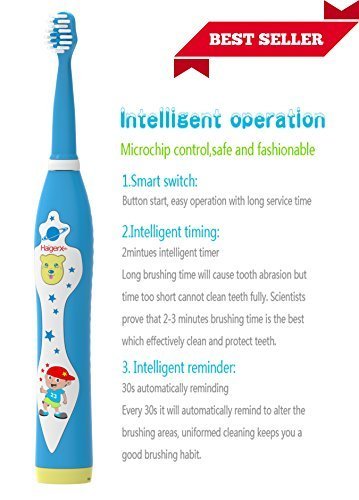 BEST SELLER
Intelligent operation
Microchip control,safe and fashionable
1.Smart switch:
Button start, easy operation with long service time
2.Intelligent timing:
2mintues intelligent timer
Long brushing time will cause tooth abrasion but
time too short cannot clean teeth fully. Scientists
prove that 2-3 minutes brushing time is the best
which effectively clean and protect teeth.
3. Intelligent reminder:
30s automatically reminding
Every 30s it will automatically remind to alter the
brushing areas, uniformed cleaning keeps you a
good brushing habit.
Haigerx
23